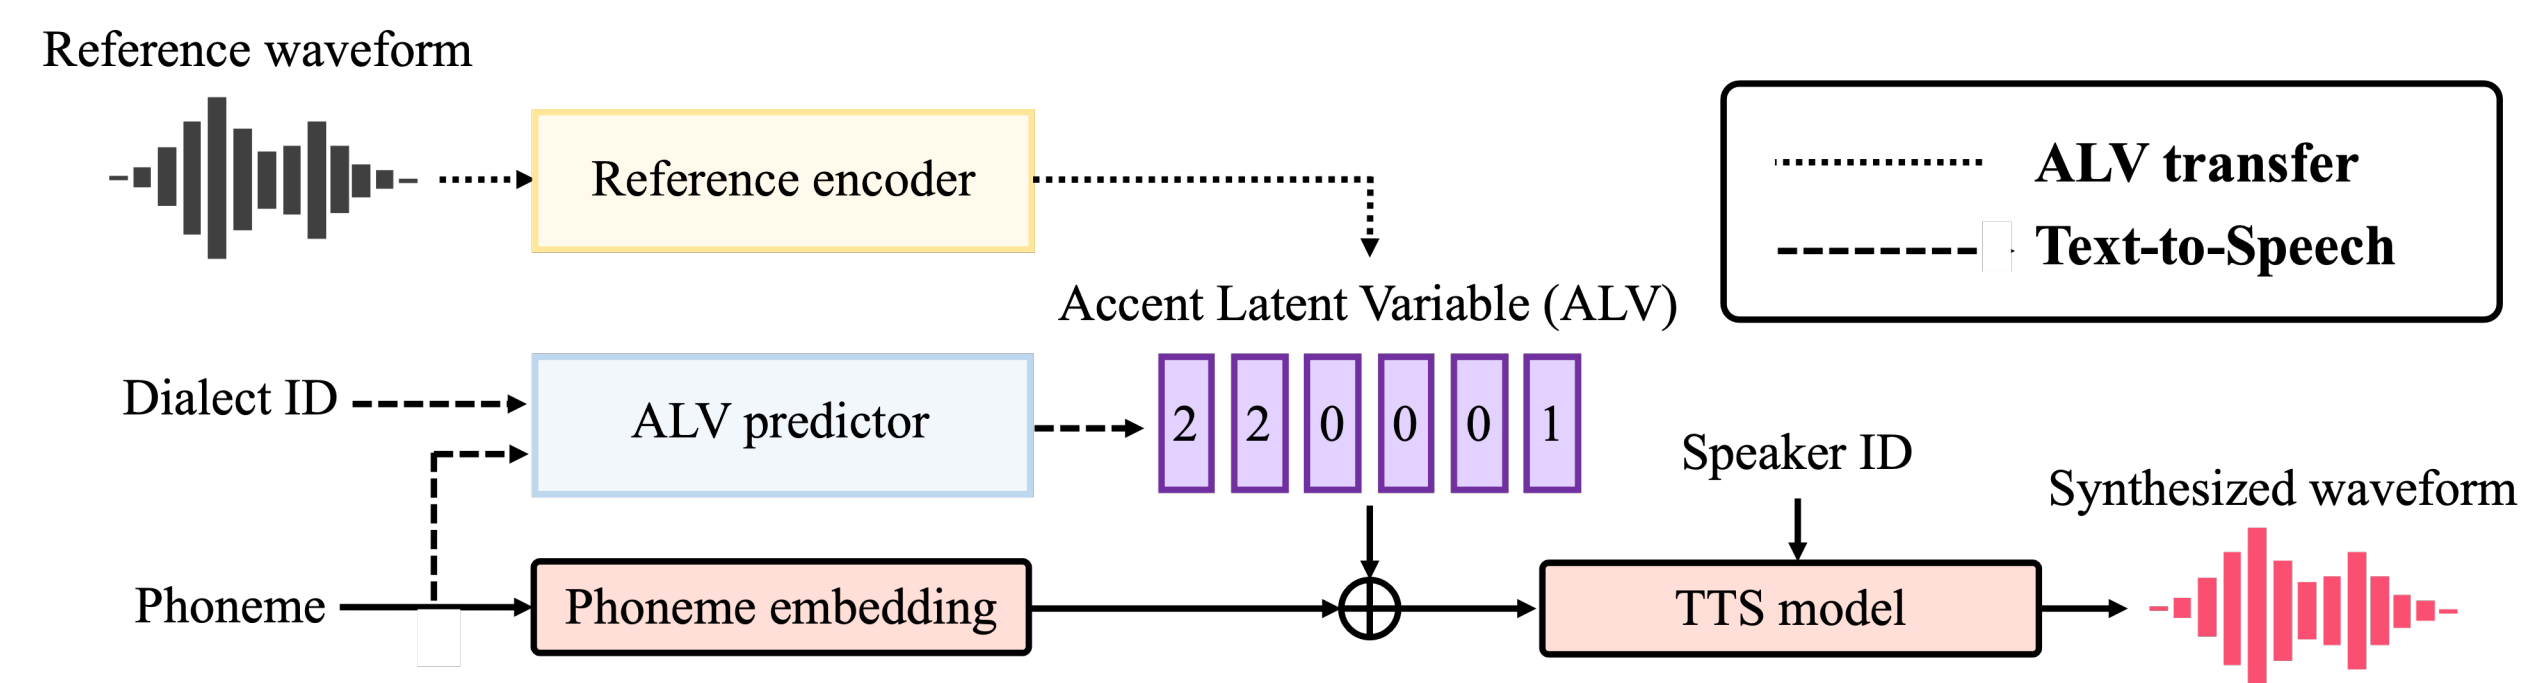 Reference waveform
Reference encoder
ALV transfer
Text-to-Speech
Accent Latent Variable (ALV)
Dialect ID
ALV predictor
2 2 0 0 0 1
Speaker ID
Synthesized waveform
Phoneme
Phoneme embedding
TTS model